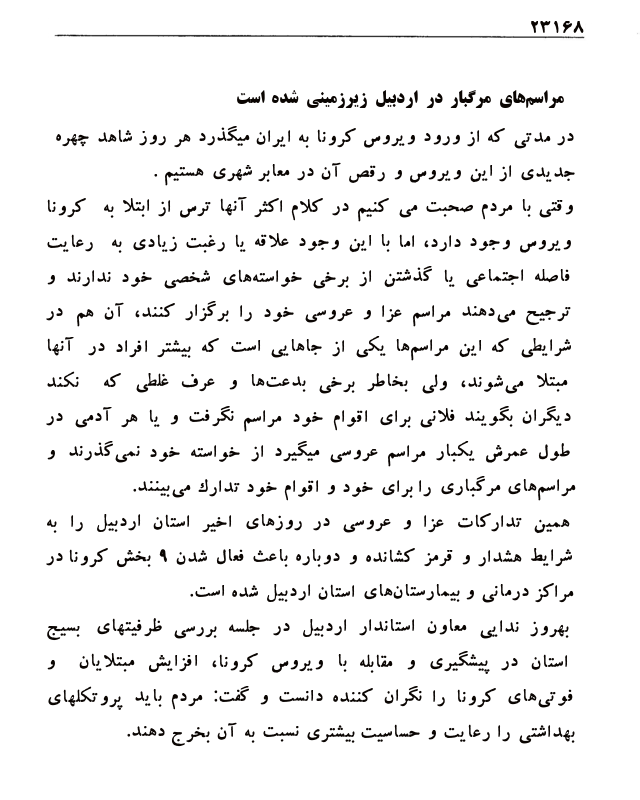 ۲۳۱۶۸
مراسم‌های مرگبار در اردبیل زیرزمینی شده است
در مدتی که از ورود ویروس کرونا به ایران میگذرد هر روز شاهد چهره
جدیدی از این ویروس و رقص آن در معابر شهری هستیم .
وقتی با مردم صحبت می کنیم در کلام اکثر آنها ترس از ابتلا به کرونا
ویروس وجود دارد، اما با این وجود علاقه یا رغبت زیادی به رعایت
فاصله اجتماعی یا گذشتن از برخی خواسته‌های شخصی خود ندارند و
ترجیح می‌دهند مراسم عزا و عروسی خود را برگزار کنند، آن هم در
شرایطی که این مراسم‌ها یکی از جاهایی است که بیشتر افراد در آنها
مبتلا می‌شوند، ولی بخاطر برخی بدعت‌ها و عرف غلطی که نکند
دیگران بگویند فلانی برای اقوام خود مراسم نگرفت و یا هر آدمی در
طول عمرش یکبار مراسم عروسی میگیرد از خواسته خود نمی‌گذرند و
مراسم‌های مرگباری را برای خود و اقوام خود تدارك می‌بینند.
همین تدارکات عزا و عروسی در روزهای اخیر استان اردبیل را به
شرایط هشدار و قرمز کشانده و دوباره باعث فعال شدن ۹ بخش کرونا در
مراکز درمانی و بیمارستان‌های استان اردبیل شده است.
بهروز ندایی معاون استاندار اردبیل در جلسه بررسی ظرفیتهای بسیج
استان در پیشگیری و مقابله با ویروس کرونا، افزایش مبتلایان و
فوتی‌های کرونا را نگران کننده دانست و گفت: مردم باید پروتکلهای
بهداشتی را رعایت و حساسیت بیشتری نسبت به آن بخرج دهند.